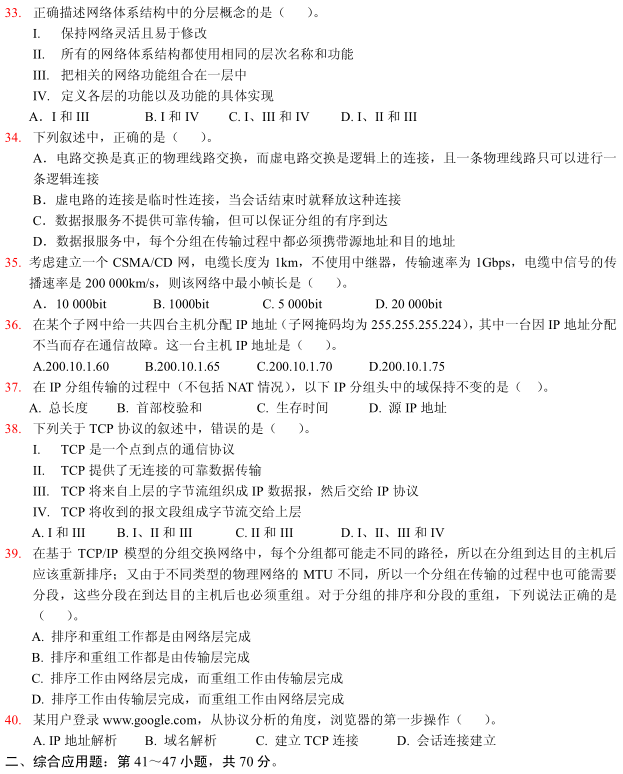 33. 正确描述网络体系结构中的分层概念的是（　　）。
I. 保持网络灵活且易于修改
II. 所有的网络体系结构都使用相同的层次名称和功能
III. 把相关的网络功能组合在一层中
IV. 定义各层的功能以及功能的具体实现
A．I 和 III B. I 和 IV C. I、III 和 IV D. I、II 和 III
34. 下列叙述中，正确的是（　　）。
A．电路交换是真正的物理线路交换，而虚电路交换是逻辑上的连接，且一条物理线路只可以进行一
条逻辑连接
B．虚电路的连接是临时性连接，当会话结束时就释放这种连接
C．数据报服务不提供可靠传输，但可以保证分组的有序到达
D．数据报服务中，每个分组在传输过程中都必须携带源地址和目的地址
35. 考虑建立一个 CSMA/CD 网，电缆长度为 1km，不使用中继器，传输速率为 1Gbps，电缆中信号的传
播速率是 200 000km/s，则该网络中最小帧长是（　　）。
A．10 000bit B. 1000bit C. 5 000bit D. 20 000bit
36. 在某个子网中给一共四台主机分配 IP 地址（子网掩码均为 255.255.255.224），其中一台因 IP 地址分配
不当而存在通信故障。这一台主机 IP 地址是（　　）。
A.200.10.1.60 B.200.10.1.65 C.200.10.1.70 D.200.10.1.75
37. 在 IP 分组传输的过程中（不包括 NAT 情况），以下 IP 分组头中的域保持不变的是（　）。
A. 总长度 B. 首部校验和 C. 生存时间 D. 源 IP 地址
38. 下列关于 TCP 协议的叙述中，错误的是（　　）。
I. TCP 是一个点到点的通信协议
II. TCP 提供了无连接的可靠数据传输
III. TCP 将来自上层的字节流组织成 IP 数据报，然后交给 IP 协议
IV. TCP 将收到的报文段组成字节流交给上层
A. I 和 III B. I、II 和 III C. II 和 III D. I、II、III 和 IV
39. 在基于 TCP/IP 模型的分组交换网络中，每个分组都可能走不同的路径，所以在分组到达目的主机后
应该重新排序；又由于不同类型的物理网络的 MTU 不同，所以一个分组在传输的过程中也可能需要
分段，这些分段在到达目的主机后也必须重组。对于分组的排序和分段的重组，下列说法正确的是
（　　）。
A. 排序和重组工作都是由网络层完成
B. 排序和重组工作都是由传输层完成
C. 排序工作由网络层完成，而重组工作由传输层完成
D. 排序工作由传输层完成，而重组工作由网络层完成
40. 某用户登录 www.google.com，从协议分析的角度，浏览器的第一步操作（　　）。
A. IP 地址解析 B. 域名解析 C. 建立 TCP 连接 D. 会话连接建立
二、综合应用题：第 41～47 小题，共 70 分。